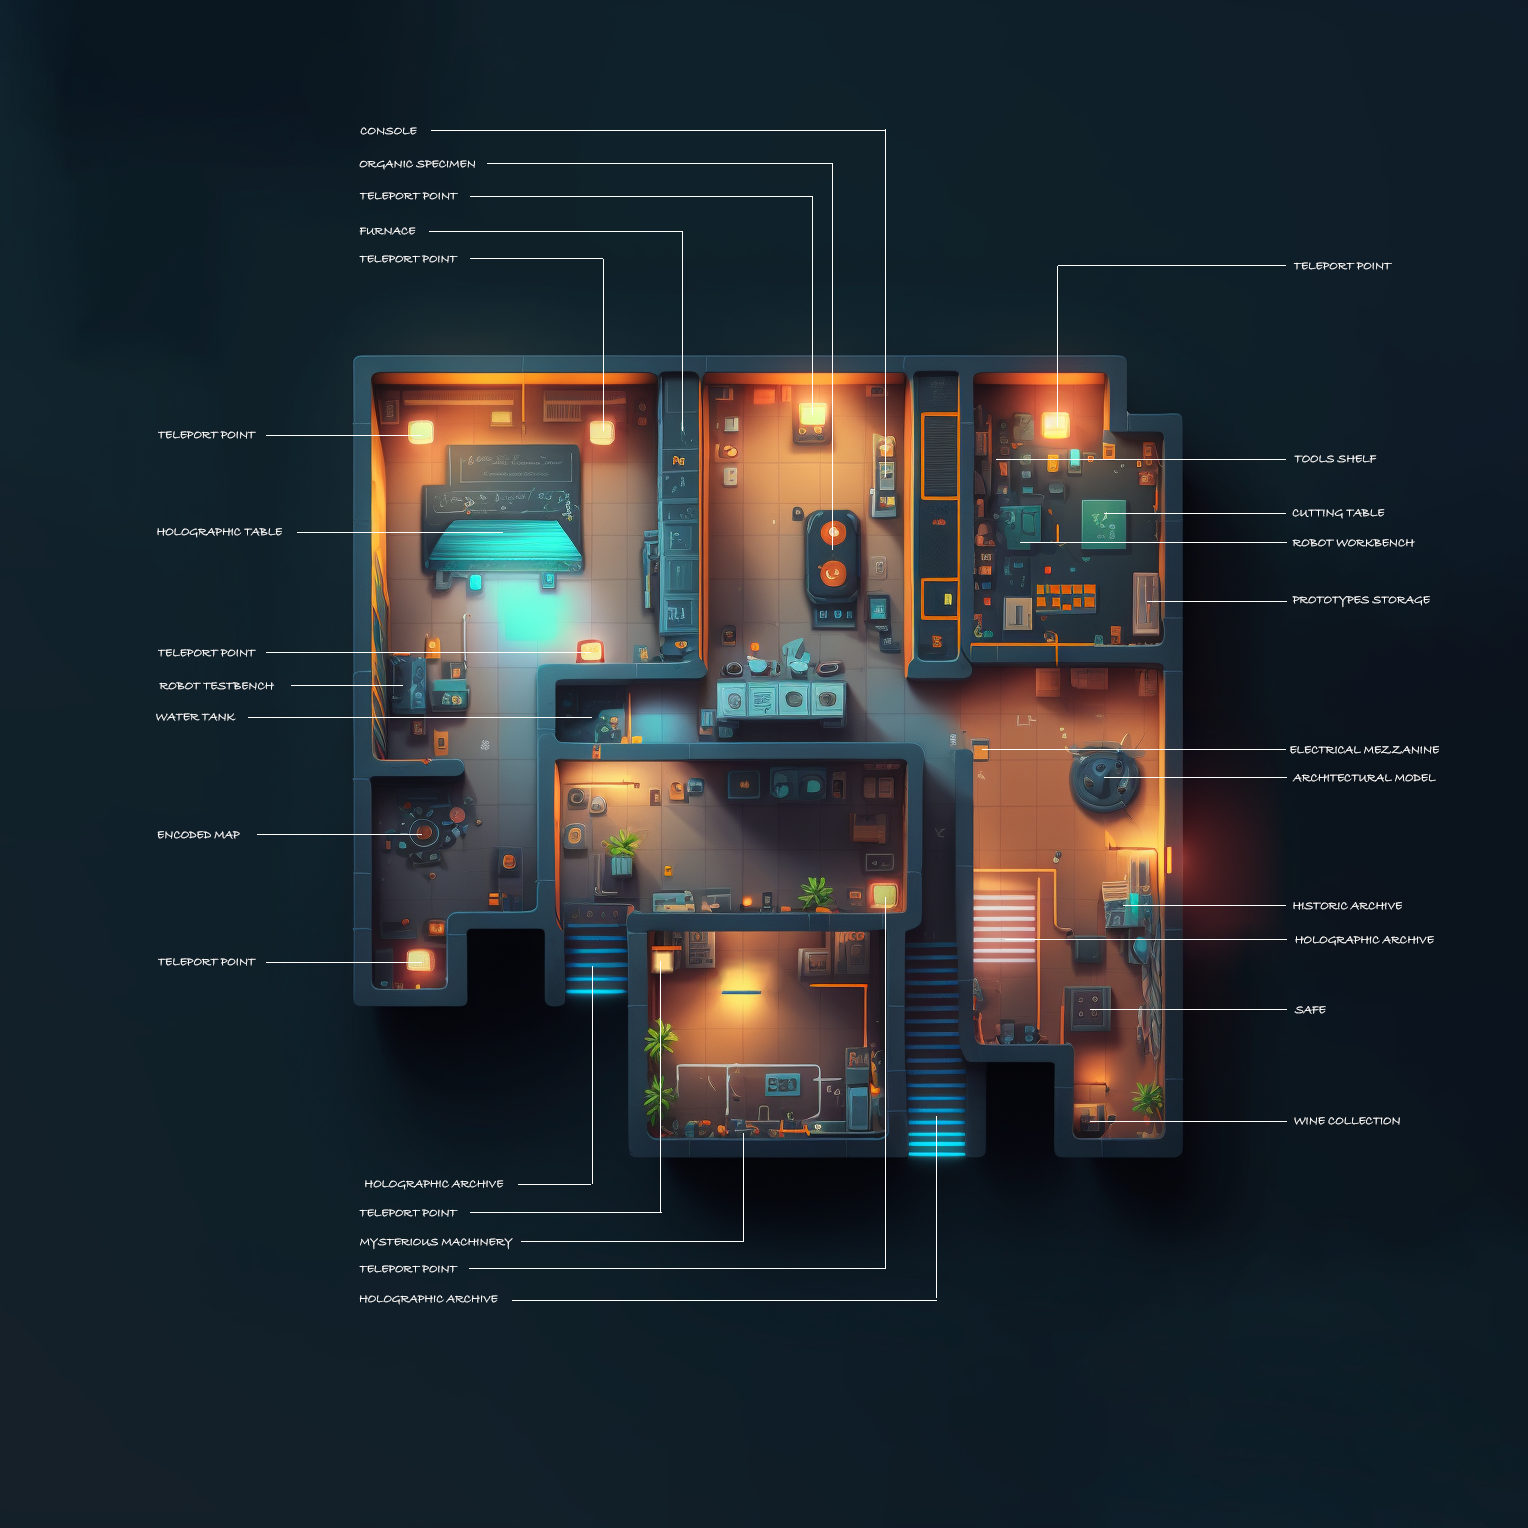 CONSOLE
ORGANIC SPECIMEN
TELEPORT POINT
FURNACE
TELEPORT POINT
TELEPORT POINT
TELEPORT POINT
TOOLS SHELF
CUTTING TABLE
HOLOGRAPHIC TABLE
ROBOT WORKBENCH
PROTOTYPES STORAGE
TELEPORT POINT
ROBOT TESTBENCH
WATER TANK
ELECTRICAL MEZZANINE
ARCHITECTURAL MODEL
ENCODED MAP
HISTORIC ARCHIVE
HOLOGRAPHIC ARCHIVE
TELEPORT POINT
SAFE
WINE COLLECTION
HOLOGRAPHIC ARCHIVE
TELEPORT POINT
MYSTERIOUS MACHINERY
TELEPORT POINT
HOLOGRAPHIC ARCHIVE